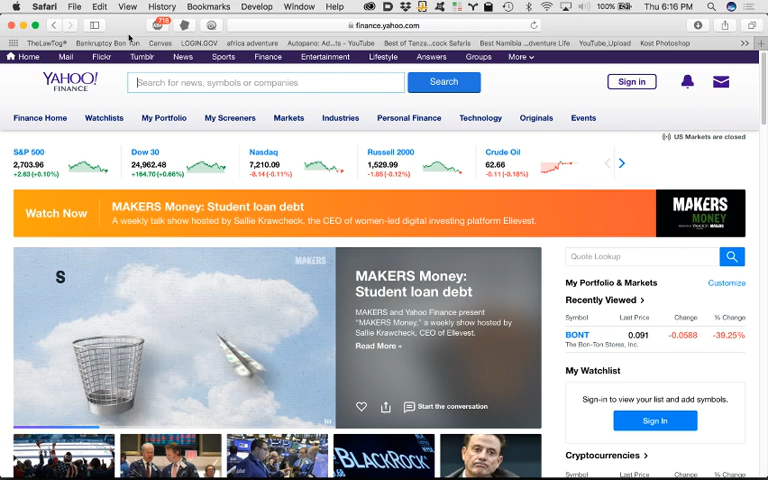 Safari File Edit View History Bookmarks Develop Window Help 100% Thu 6:16 PM
718 finance.yahoo.com
TheLawTog® Bankruptcy Bon Ton Canvas LOGIN.GOV africa adventure Autopano: Ad...ts - YouTube Best of Tanza...ock Safaris Best Namibia ...dventure Life YouTube_Upload Kost Photoshop
Home Mail Flickr Tumblr News Sports Finance Entertainment Lifestyle Answers Groups More
YAHOO!
FINANCE
Search for news, symbols or companies
Search
Sign in
Finance Home Watchlists My Portfolio My Screeners Markets Industries Personal Finance Technology Originals Events
US Markets are closed
S&P 500 Dow 30 Nasdaq Russell 2000 Crude Oil
2,703.96 24,962.48 7,210.09 1,529.99 62.66
+2.63 (+0.10%) +164.70 (+0.66%) -8.14 (-0.11%) -1.85 (-0.12%) -0.11 (-0.18%)
Watch Now
MAKERS Money: Student loan debt
A weekly talk show hosted by Sallie Krawcheck, the CEO of women-led digital investing platform Ellevest.
MAKERS
MONEY
S
MAKERS
MAKERS Money:
Student loan debt
MAKERS and Yahoo Finance present
"MAKERS Money," a weekly show hosted by
Sallie Krawcheck, CEO of Ellevest.
Read More »
Start the conversation
BLACKROCK
Quote Lookup
My Portfolio & Markets Customize
Recently Viewed
Symbol Last Price Change % Change
BONT 0.091 -0.0588 -39.25%
The Bon-Ton Stores, Inc.
My Watchlist
Sign-in to view your list and add symbols.
Sign In
Cryptocurrencies
Symbol Last Price Change % Change